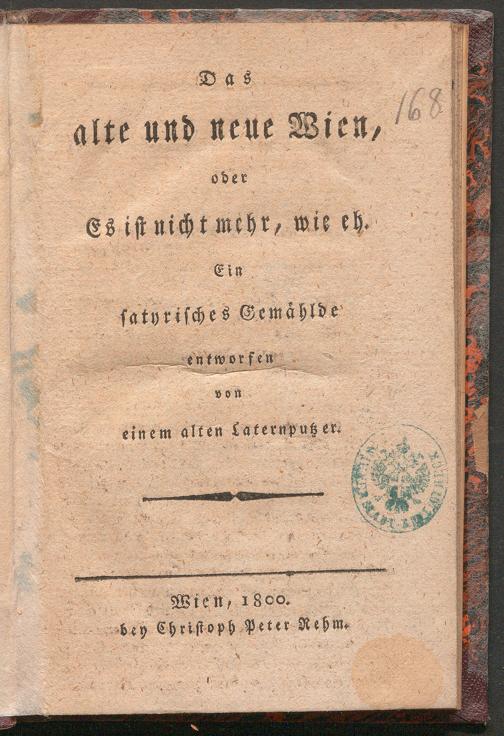 Das
alte und neue Wien,
168
oder
Es ist nicht mehr, wie eh.
Ein
satyrisches Gemählde
entworfen
von
einem alten Laternputzer.
Wien, 1800.
bey Christoph Peter Rehm.